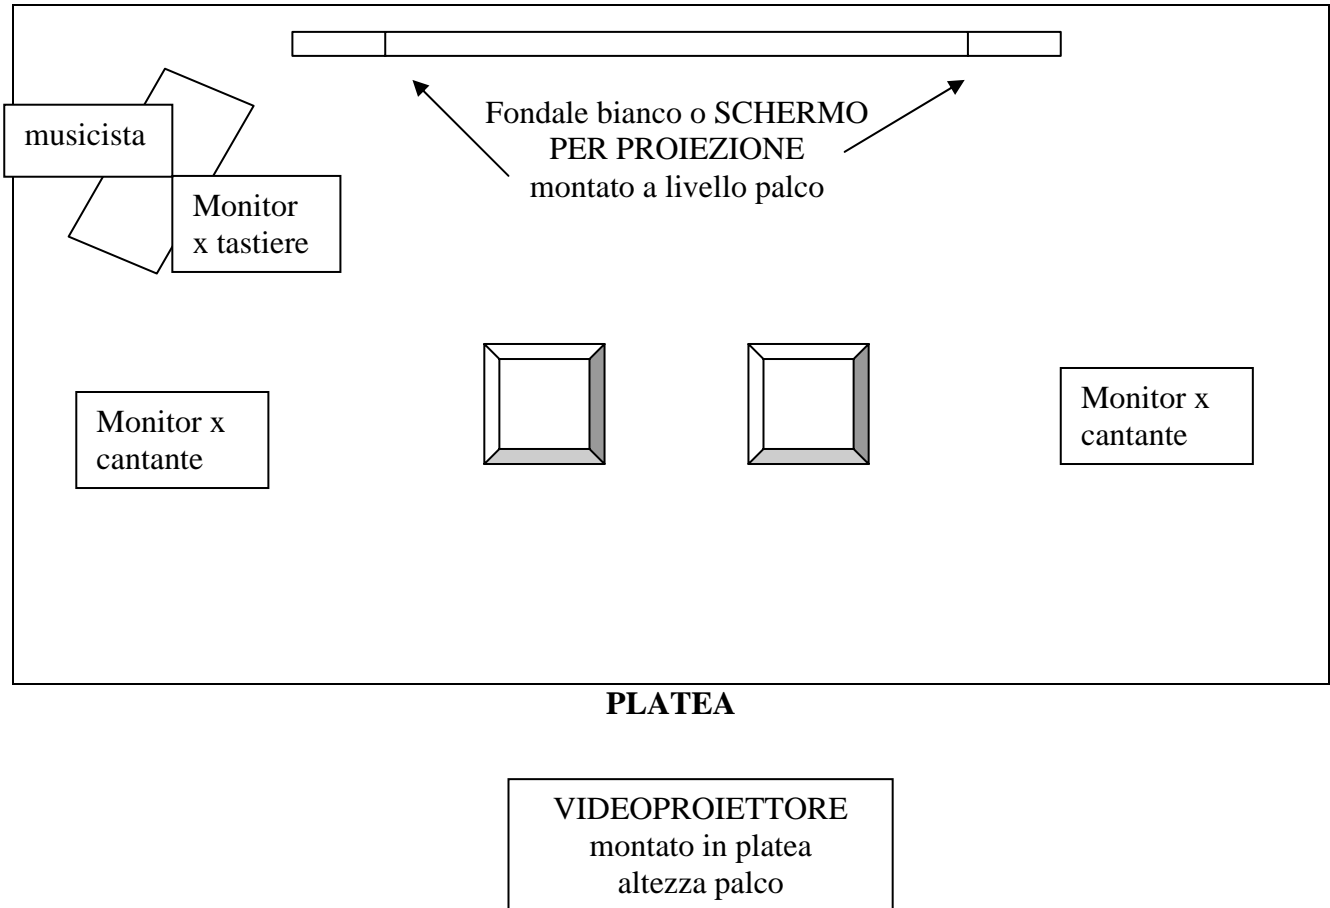 Fondale bianco o SCHERMO
PER PROIEZIONE
montato a livello palco
musicista
Monitor
x tastiere
Monitor x
cantante
Monitor x
cantante
PLATEA
VIDEOPROIETTORE
montato in platea
altezza palco